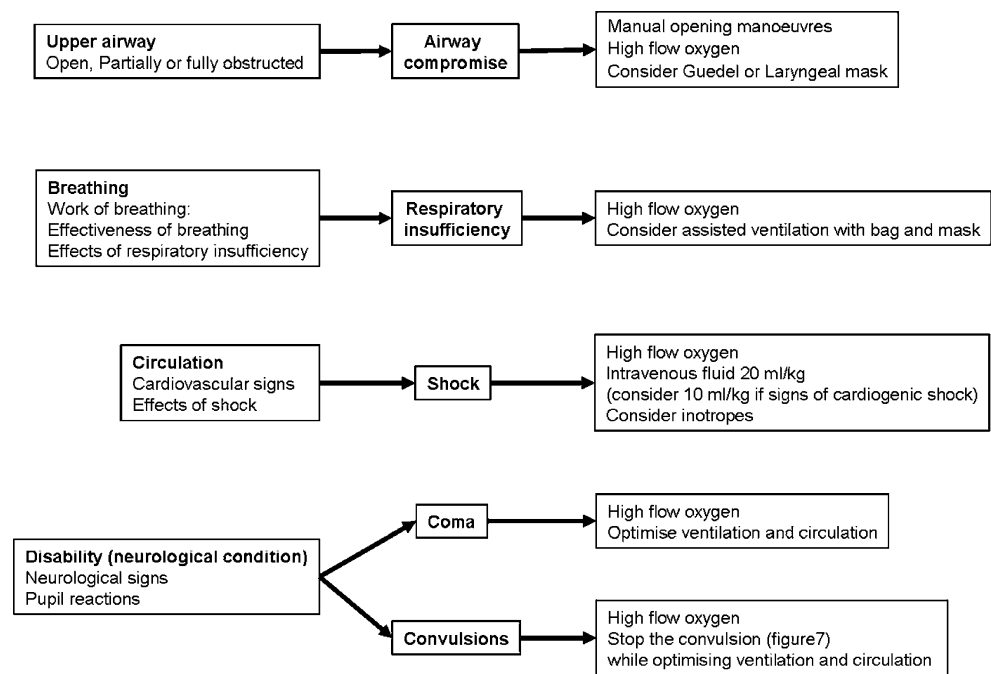 Upper airway
Open, Partially or fully obstructed
Airway
compromise
Manual opening manoeuvres
High flow oxygen
Consider Guedel or Laryngeal mask
Breathing
Work of breathing:
Effectiveness of breathing
Effects of respiratory insufficiency
Respiratory
insufficiency
High flow oxygen
Consider assisted ventilation with bag and mask
Circulation
Cardiovascular signs
Effects of shock
Shock
High flow oxygen
Intravenous fluid 20 ml/kg
(consider 10 ml/kg if signs of cardiogenic shock)
Consider inotropes
Disability (neurological condition)
Neurological signs
Pupil reactions
Coma
High flow oxygen
Optimise ventilation and circulation
Convulsions
High flow oxygen
Stop the convulsion (figure7)
while optimising ventilation and circulation